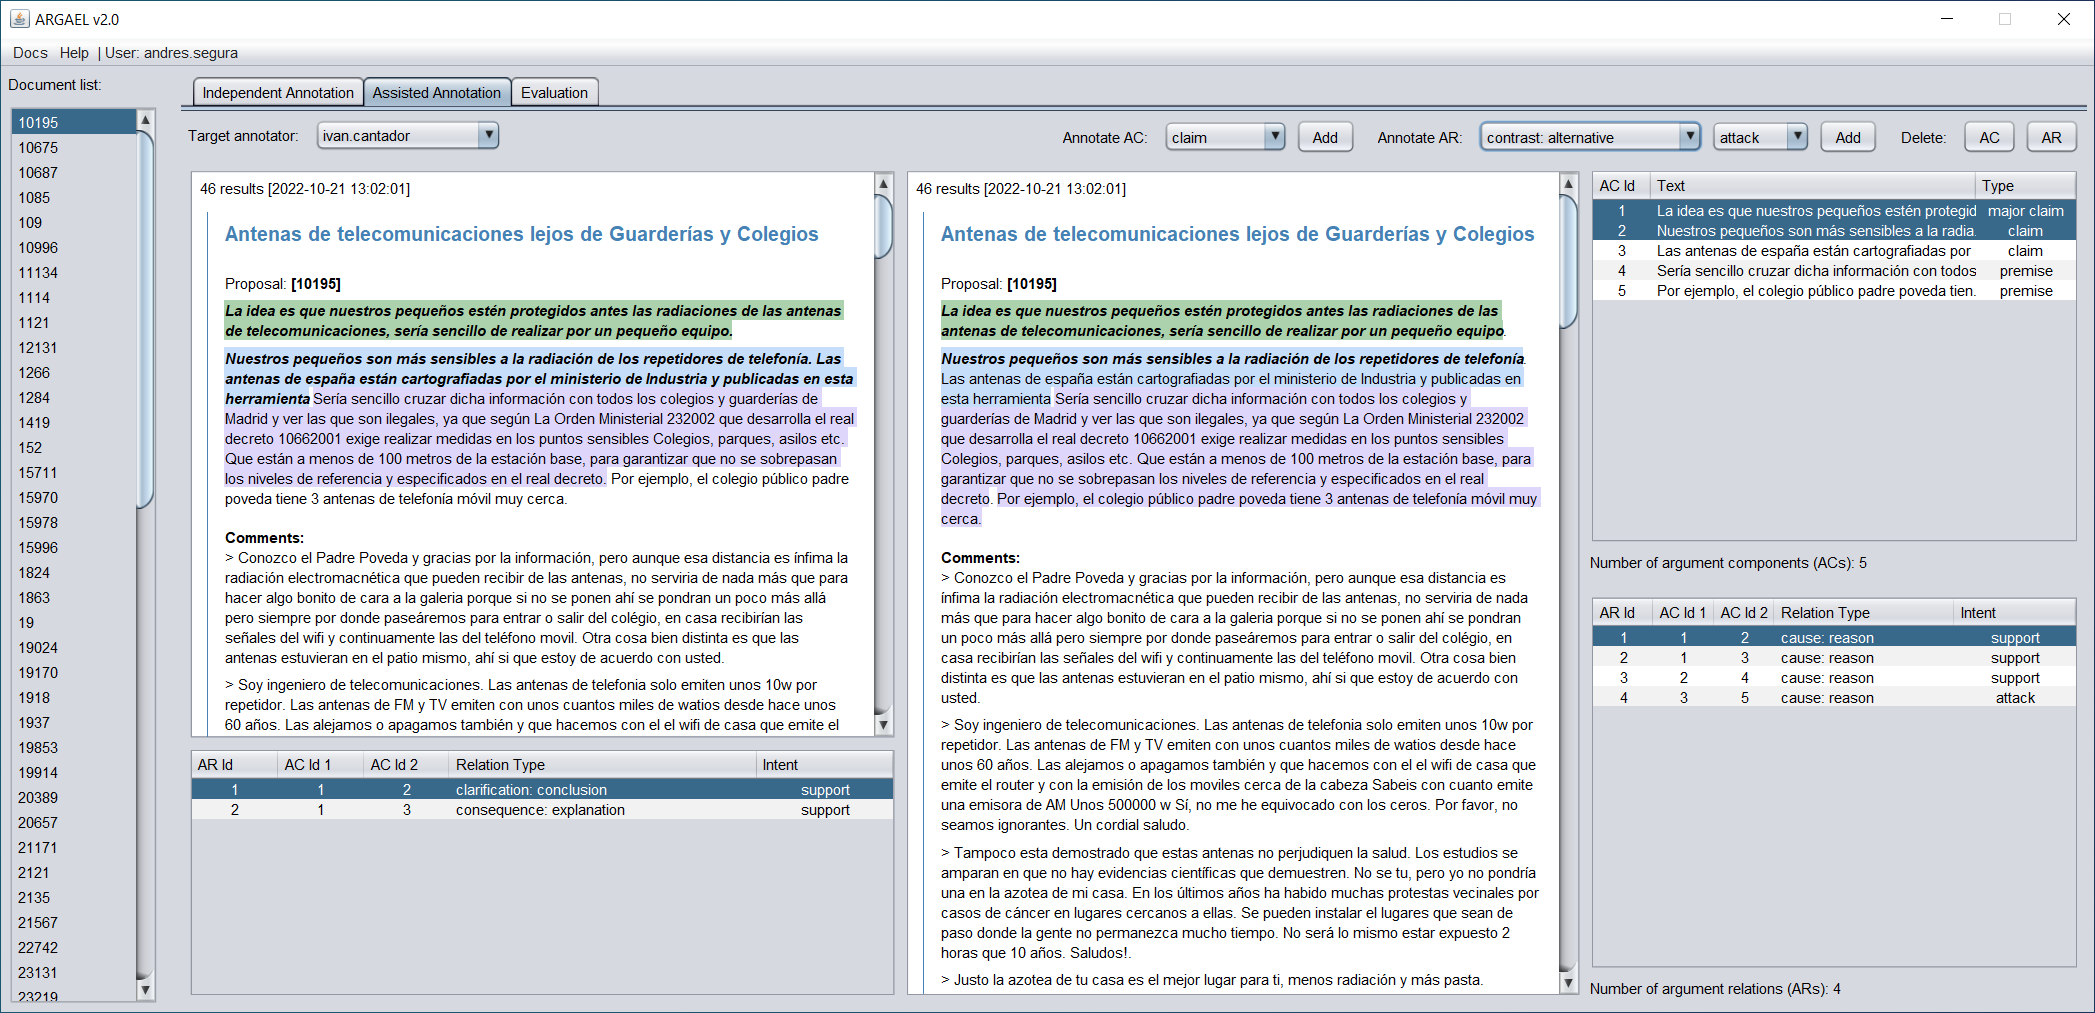 ARGAEL v2.0
Docs Help | User: andres.segura
Document list:
10195
10675
10687
1085
109
10996
11134
1114
1121
12131
1266
1284
1419
152
15711
15970
15978
15996
1824
1863
19
19024
19170
1918
1937
19853
19914
20389
20657
21171
2121
2135
21567
22742
23131
23219
Independent Annotation Assisted Annotation Evaluation
Target annotator: ivan.cantador
Annotate AC: claim Add Annotate AR: contrast: alternative attack Add Delete: AC AR
46 results [2022-10-21 13:02:01]
Antenas de telecomunicaciones lejos de Guarderías y Colegios
Proposal: [10195]
La idea es que nuestros pequeños estén protegidos antes las radiaciones de las antenas
de telecomunicaciones, sería sencillo de realizar por un pequeño equipo.
Nuestros pequeños son más sensibles a la radiación de los repetidores de telefonía. Las
antenas de españa están cartografiadas por el ministerio de Industria y publicadas en esta
herramienta Sería sencillo cruzar dicha información con todos los colegios y guarderías de
Madrid y ver las que son ilegales, ya que según La Orden Ministerial 232002 que desarrolla el real
decreto 10662001 exige realizar medidas en los puntos sensibles Colegios, parques, asilos etc.
Que están a menos de 100 metros de la estación base, para garantizar que no se sobrepasan
los niveles de referencia y especificados en el real decreto. Por ejemplo, el colegio público padre
poveda tiene 3 antenas de telefonía móvil muy cerca.
Comments:
> Conozco el Padre Poveda y gracias por la información, pero aunque esa distancia es ínfima la
radiación electromacnética que pueden recibir de las antenas, no serviria de nada más que para
hacer algo bonito de cara a la galeria porque si no se ponen ahí se pondran un poco más allá
pero siempre por donde paseáremos para entrar o salir del colégio, en casa recibirían las
señales del wifi y continuamente las del teléfono movil. Otra cosa bien distinta es que las
antenas estuvieran en el patio mismo, ahí si que estoy de acuerdo con usted.
> Soy ingeniero de telecomunicaciones. Las antenas de telefonia solo emiten unos 10w por
repetidor. Las antenas de FM y TV emiten con unos cuantos miles de watios desde hace unos
60 años. Las alejamos o apagamos también y que hacemos con el el wifi de casa que emite el
AR Id AC Id 1 AC Id 2 Relation Type Intent
1 1 2 clarification: conclusion support
2 1 3 consequence: explanation support
46 results [2022-10-21 13:02:01]
Antenas de telecomunicaciones lejos de Guarderías y Colegios
Proposal: [10195]
La idea es que nuestros pequeños estén protegidos antes las radiaciones de las
antenas de telecomunicaciones, sería sencillo de realizar por un pequeño equipo.
Nuestros pequeños son más sensibles a la radiación de los repetidores de telefonía.
Las antenas de españa están cartografiadas por el ministerio de Industria y publicadas en
esta herramienta Sería sencillo cruzar dicha información con todos los colegios y
guarderías de Madrid y ver las que son ilegales, ya que según La Orden Ministerial 232002
que desarrolla el real decreto 10662001 exige realizar medidas en los puntos sensibles
Colegios, parques, asilos etc. Que están a menos de 100 metros de la estación base, para
garantizar que no se sobrepasan los niveles de referencia y especificados en el real
decreto. Por ejemplo, el colegio público padre poveda tiene 3 antenas de telefonía móvil muy
cerca.
Comments:
> Conozco el Padre Poveda y gracias por la información, pero aunque esa distancia es
ínfima la radiación electromacnética que pueden recibir de las antenas, no serviria de nada
más que para hacer algo bonito de cara a la galeria porque si no se ponen ahí se pondran
un poco más allá pero siempre por donde paseáremos para entrar o salir del colégio, en
casa recibirían las señales del wifi y continuamente las del teléfono movil. Otra cosa bien
distinta es que las antenas estuvieran en el patio mismo, ahí si que estoy de acuerdo con
usted.
> Soy ingeniero de telecomunicaciones. Las antenas de telefonia solo emiten unos 10w por
repetidor. Las antenas de FM y TV emiten con unos cuantos miles de watios desde hace
unos 60 años. Las alejamos o apagamos también y que hacemos con el el wifi de casa que
emite el router y con la emisión de los moviles cerca de la cabeza Sabeis con cuanto emite
una emisora de AM Unos 500000 w Sí, no me he equivocado con los ceros. Por favor, no
seamos ignorantes. Un cordial saludo.
> Tampoco esta demostrado que estas antenas no perjudiquen la salud. Los estudios se
amparan en que no hay evidencias científicas que demuestren. No se tu, pero yo no pondría
una en la azotea de mi casa. En los últimos años ha habido muchas protestas vecinales por
casos de cáncer en lugares cercanos a ellas. Se pueden instalar el lugares que sean de
paso donde la gente no permanezca mucho tiempo. No será lo mismo estar expuesto 2
horas que 10 años. Saludos!.
> Justo la azotea de tu casa es el mejor lugar para ti, menos radiación y más pasta.
AC Id Text Type
1 La idea es que nuestros pequeños estén protegid major claim
2 Nuestros pequeños son más sensibles a la radia. claim
3 Las antenas de españa están cartografiadas por claim
4 Sería sencillo cruzar dicha información con todos premise
5 Por ejemplo, el colegio público padre poveda tien. premise
Number of argument components (ACs): 5
AR Id AC Id 1 AC Id 2 Relation Type Intent
1 1 2 cause: reason support
2 1 3 cause: reason support
3 2 4 cause: reason support
4 3 5 cause: reason attack
Number of argument relations (ARs): 4